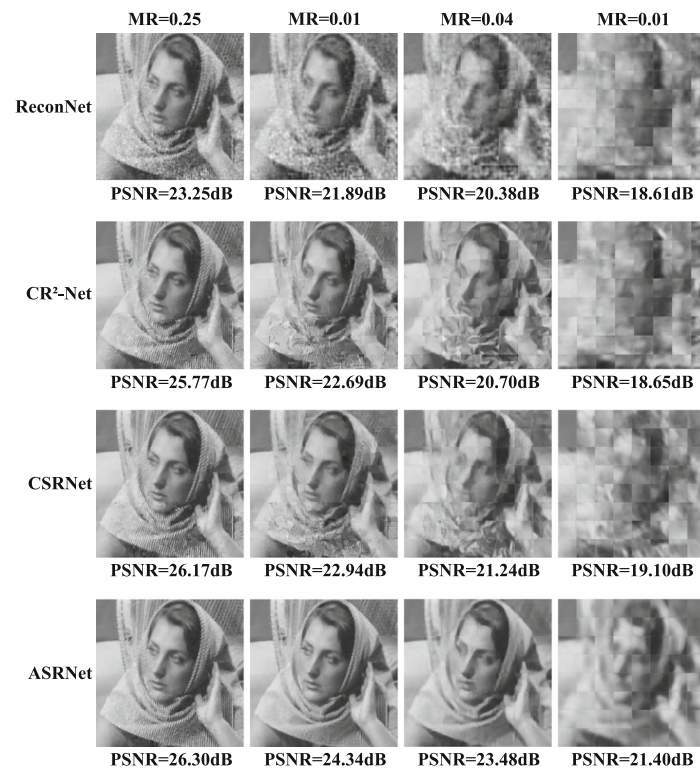 MR=0.25 MR=0.01 MR=0.04 MR=0.01
ReconNet
PSNR=23.25dB PSNR=21.89dB PSNR=20.38dB PSNR=18.61dB
CR²-Net
PSNR=25.77dB PSNR=22.69dB PSNR=20.70dB PSNR=18.65dB
CSRNet
PSNR=26.17dB PSNR=22.94dB PSNR=21.24dB PSNR=19.10dB
ASRNet
PSNR=26.30dB PSNR=24.34dB PSNR=23.48dB PSNR=21.40dB